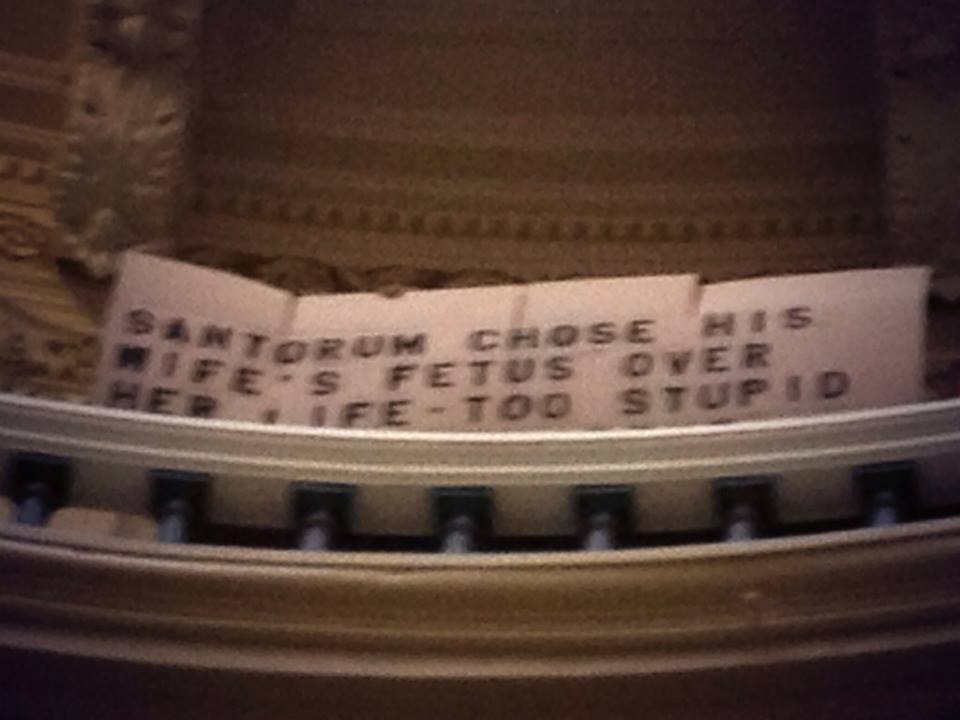 SANTORUM CHOSE HIS
WIFE'S FETUS OVER
HER LIFE-TOO STUPID